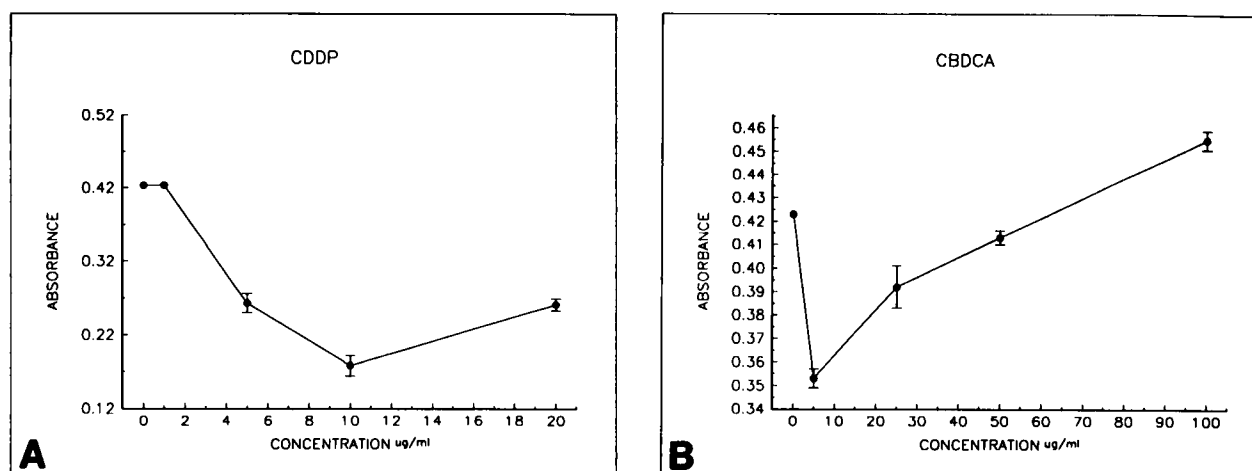 CDDP
0.52
0.42
0.32
0.22
0.12
ABSORBANCE
0 2 4 6 8 10 12 14 16 18 20
CONCENTRATION ug/ml
A
CBDCA
0.46
0.45
0.44
0.43
0.42
0.41
0.40
0.39
0.38
0.37
0.36
0.35
0.34
ABSORBANCE
0 10 20 30 40 50 60 70 80 90 100
CONCENTRATION ug/ml
B